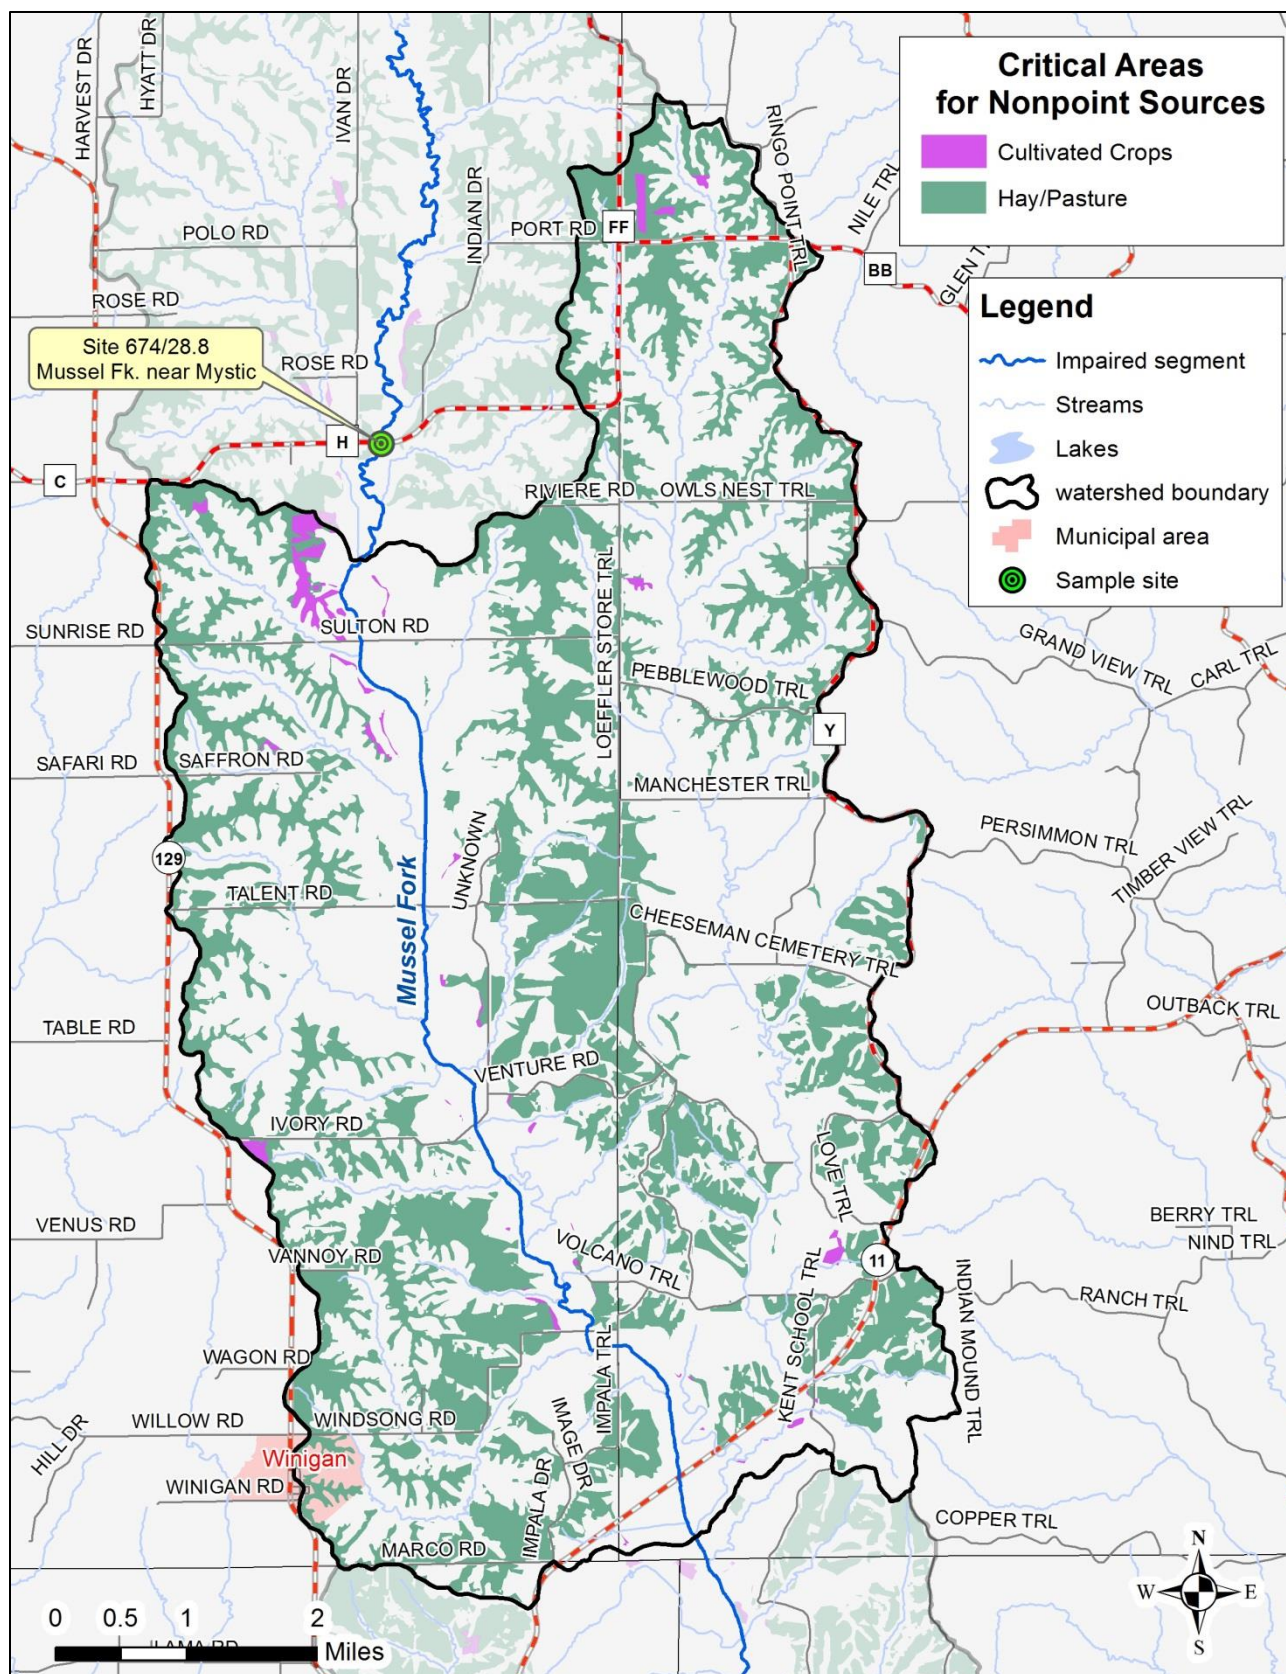 Critical Areas
for Nonpoint Sources
Cultivated Crops
Hay/Pasture
Legend
Impaired segment
Streams
Lakes
watershed boundary
Municipal area
Sample site
HARVEST DR
HYATT DR
IVAN DR
INDIAN DR
RINGO POINT TRL
NILE TRL
POLO RD
PORT RD
FF
BB
ROSE RD
Site 674/28.8
Mussel Fk. near Mystic
ROSE RD
H
C
RIVIERE RD
OWLS NEST TRL
LOEFFLER STORE TRL
SUNRISE RD
SULTON RD
GRAND VIEW TRL
CARL TRL
PEBBLEWOOD TRL
Y
SAFARI RD
SAFFRON RD
MANCHESTER TRL
PERSIMMON TRL
TIMBER VIEW TRL
129
UNKNOWN
TALENT RD
CHEESEMAN CEMETERY TRL
Mussel Fork
OUTBACK TRL
TABLE RD
VENTURE RD
IVORY RD
LOVE TRL
VENUS RD
BERRY TRL
NIND TRL
VANNOY RD
VOLCANO TRL
11
KENT SCHOOL TRL
INDIAN MOUND TRL
RANCH TRL
WAGON RD
IMPALA TRL
WILLOW RD
WINDSONG RD
IMAGE DR
HILL DR
Winigan
WINIGAN RD
IMPALA DR
MARCO RD
COPPER TRL
N
W
E
S
0 0.5 1 2
Miles